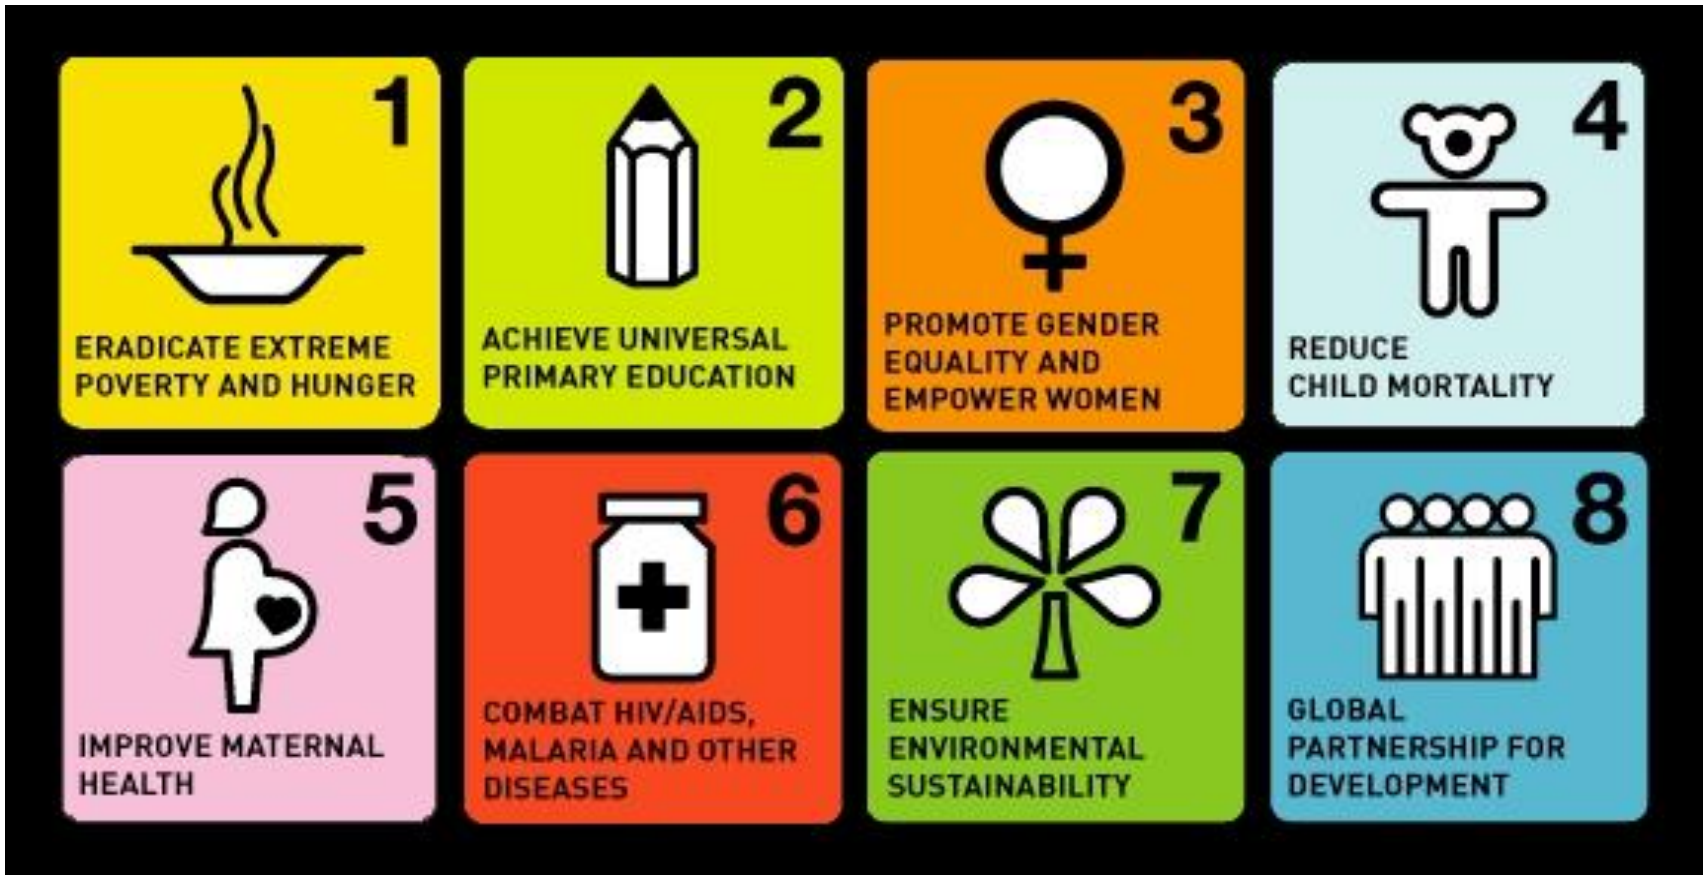 1
ERADICATE EXTREME
POVERTY AND HUNGER
2
ACHIEVE UNIVERSAL
PRIMARY EDUCATION
3
PROMOTE GENDER
EQUALITY AND
EMPOWER WOMEN
4
REDUCE
CHILD MORTALITY
5
IMPROVE MATERNAL
HEALTH
6
COMBAT HIV/AIDS,
MALARIA AND OTHER
DISEASES
7
ENSURE
ENVIRONMENTAL
SUSTAINABILITY
8
GLOBAL
PARTNERSHIP FOR
DEVELOPMENT